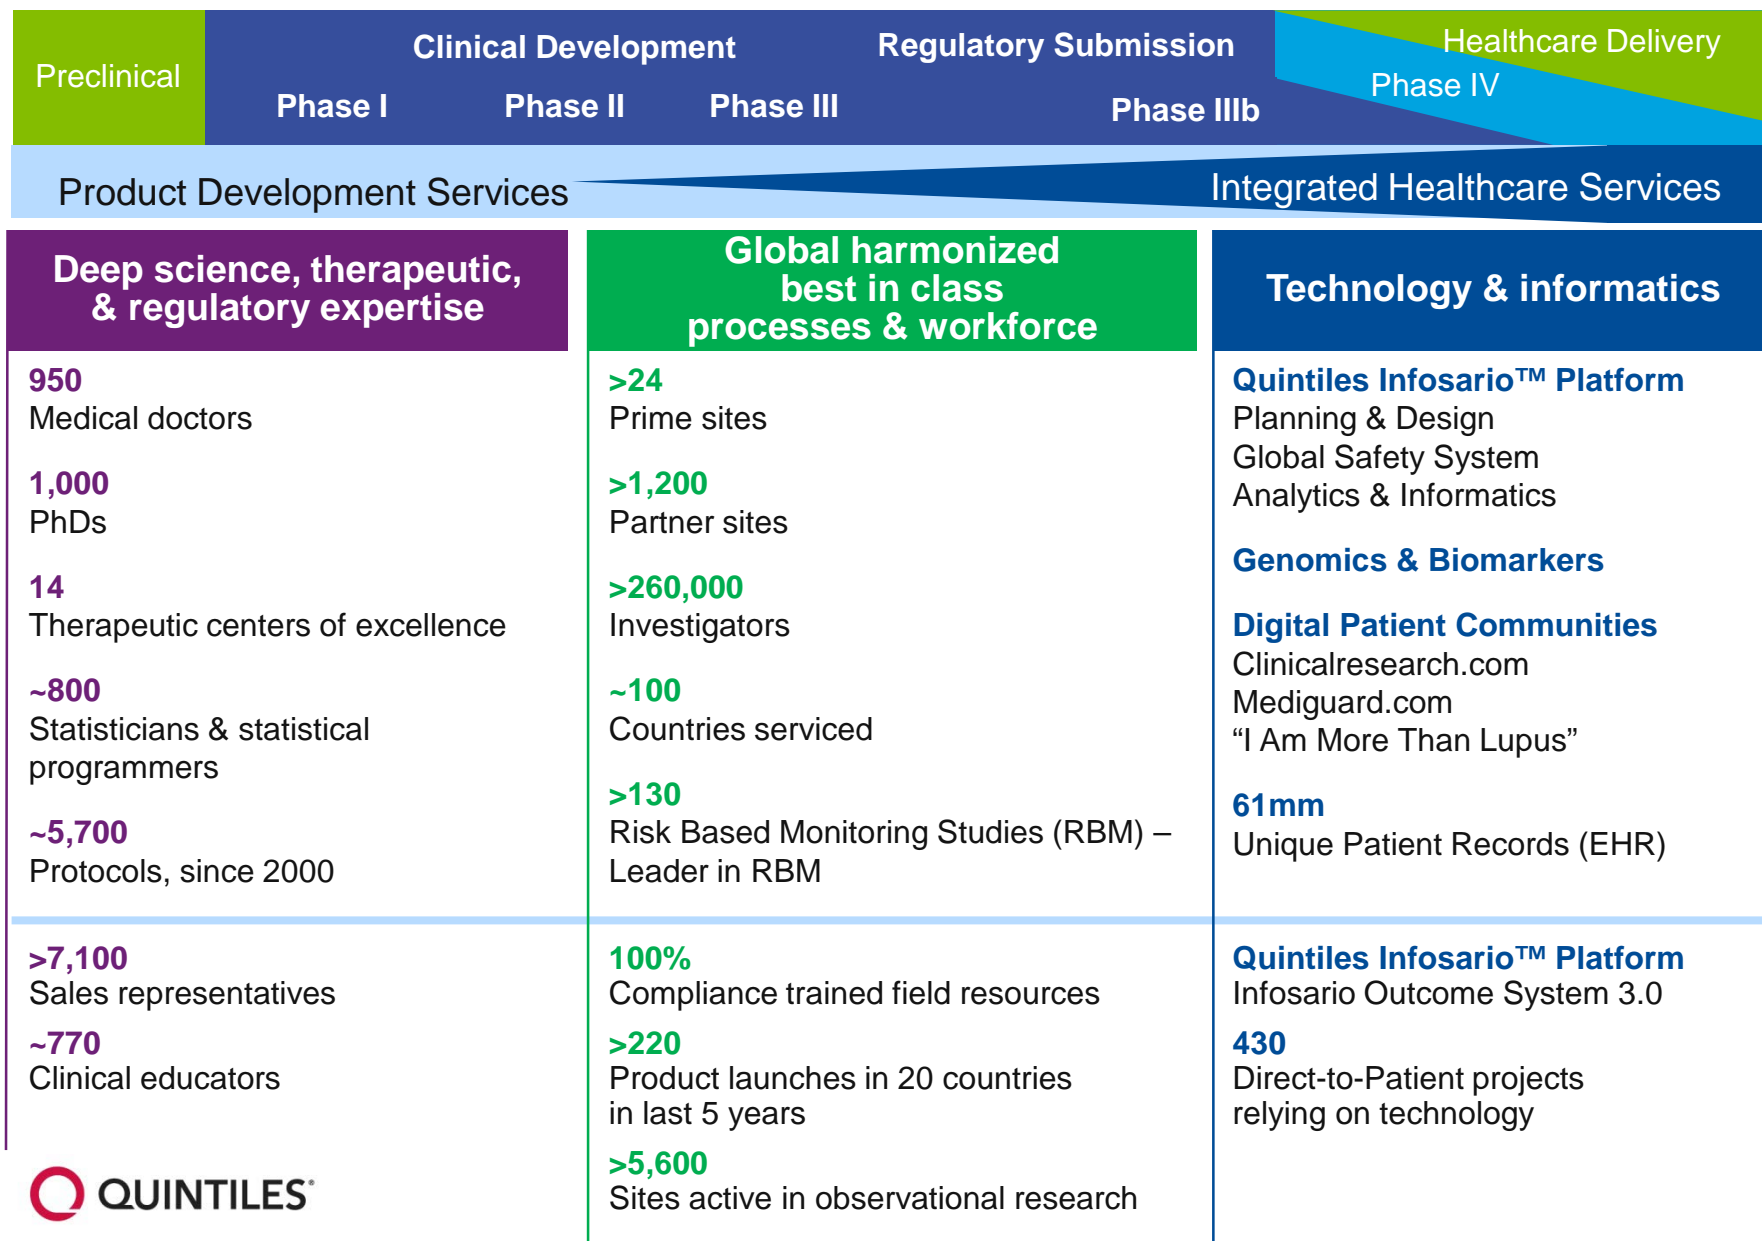 Preclinical
Clinical Development
Regulatory Submission
Healthcare Delivery
Phase I
Phase II
Phase III
Phase IIIb
Phase IV
Product Development Services
Integrated Healthcare Services
Deep science, therapeutic,
& regulatory expertise
950
Medical doctors
1,000
PhDs
14
Therapeutic centers of excellence
~800
Statisticians & statistical
programmers
~5,700
Protocols, since 2000
>7,100
Sales representatives
~770
Clinical educators
Global harmonized
best in class
processes & workforce
>24
Prime sites
>1,200
Partner sites
>260,000
Investigators
~100
Countries serviced
>130
Risk Based Monitoring Studies (RBM) –
Leader in RBM
100%
Compliance trained field resources
>220
Product launches in 20 countries
in last 5 years
>5,600
Sites active in observational research
Technology & informatics
Quintiles Infosario™ Platform
Planning & Design
Global Safety System
Analytics & Informatics
Genomics & Biomarkers
Digital Patient Communities
Clinicalresearch.com
Mediguard.com
“I Am More Than Lupus”
61mm
Unique Patient Records (EHR)
Quintiles Infosario™ Platform
Infosario Outcome System 3.0
430
Direct-to-Patient projects
relying on technology
QUINTILES®